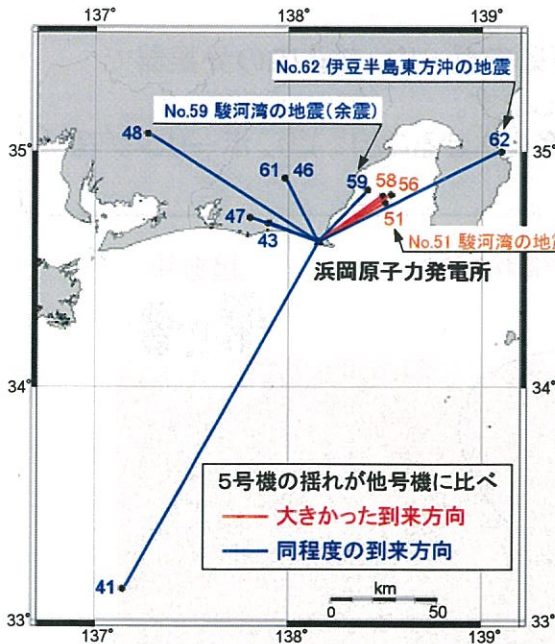 137° 138° 139°
No.62 伊豆半島東方沖の地震
No.59 駿河湾の地震(余震)
48
62
35°
35°
61 46
59 58 56
47
51
43
No.51 駿河湾の地震
浜岡原子力発電所
34°
34°
5号機の揺れが他号機に比べ
大きかった到来方向
同程度の到来方向
41
km
0 50
33°
33°
137° 138° 139°